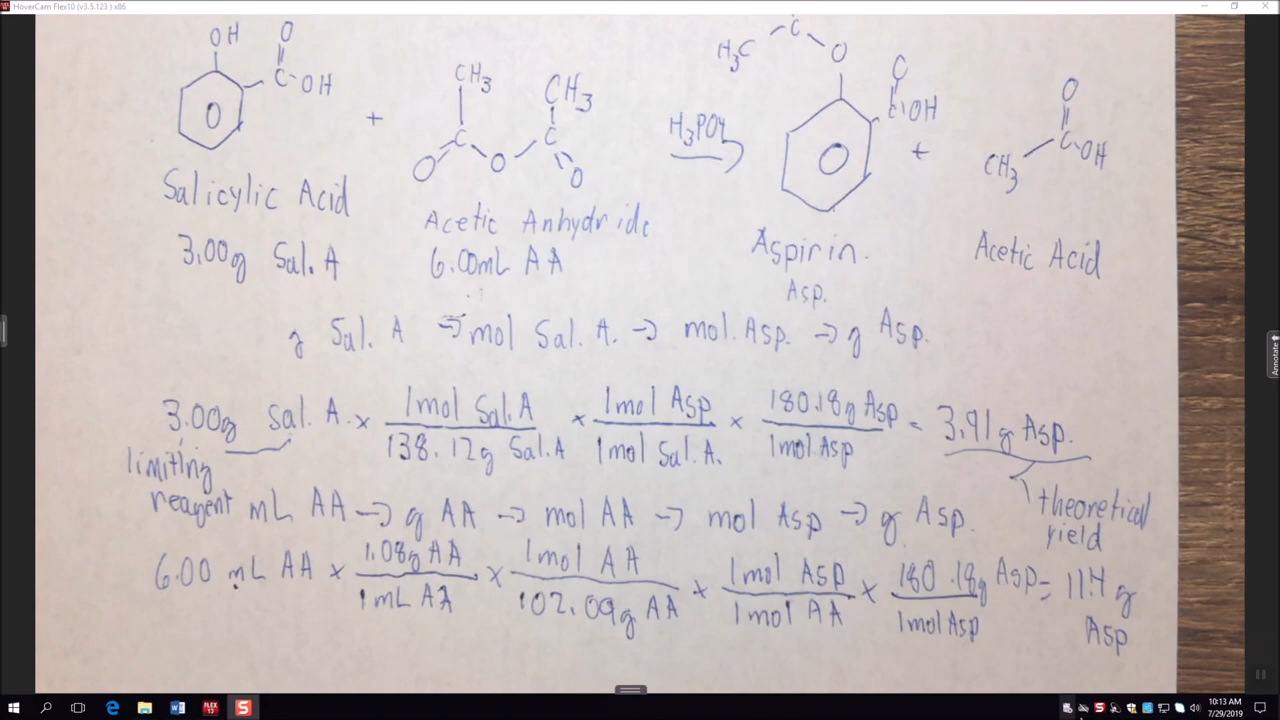 HoverCam Flex10 (v3.5.123) x86
OH O
C OH
+
CH3 CH3
C C
O O O
H3PO4
H3C C O
C
C OH
+
O
CH3 C OH
Salicylic Acid
Acetic Anhydride
Aspirin.
Acetic Acid
3.00g Sal. A
6.00mL AA
Asp.
g Sal. A → mol Sal. A. → mol. Asp. → g Asp.
3.00g sal. A. x 1mol Sal.A / 138.12g Sal.A x 1mol Asp / 1mol Sal.A. x 180.18g Asp / 1mol Asp = 3.91g Asp.
limiting reagent
theoretical yield
mL AA → g AA → mol AA → mol Asp → g Asp.
6.00 mL AA x 1.08g AA / 1mL AA x 1mol AA / 102.09g AA x 1mol Asp / 1mol AA x 180.18g Asp / 1mol Asp = 11.4 g Asp
Annotate
FLEX
10:13 AM
7/29/2019